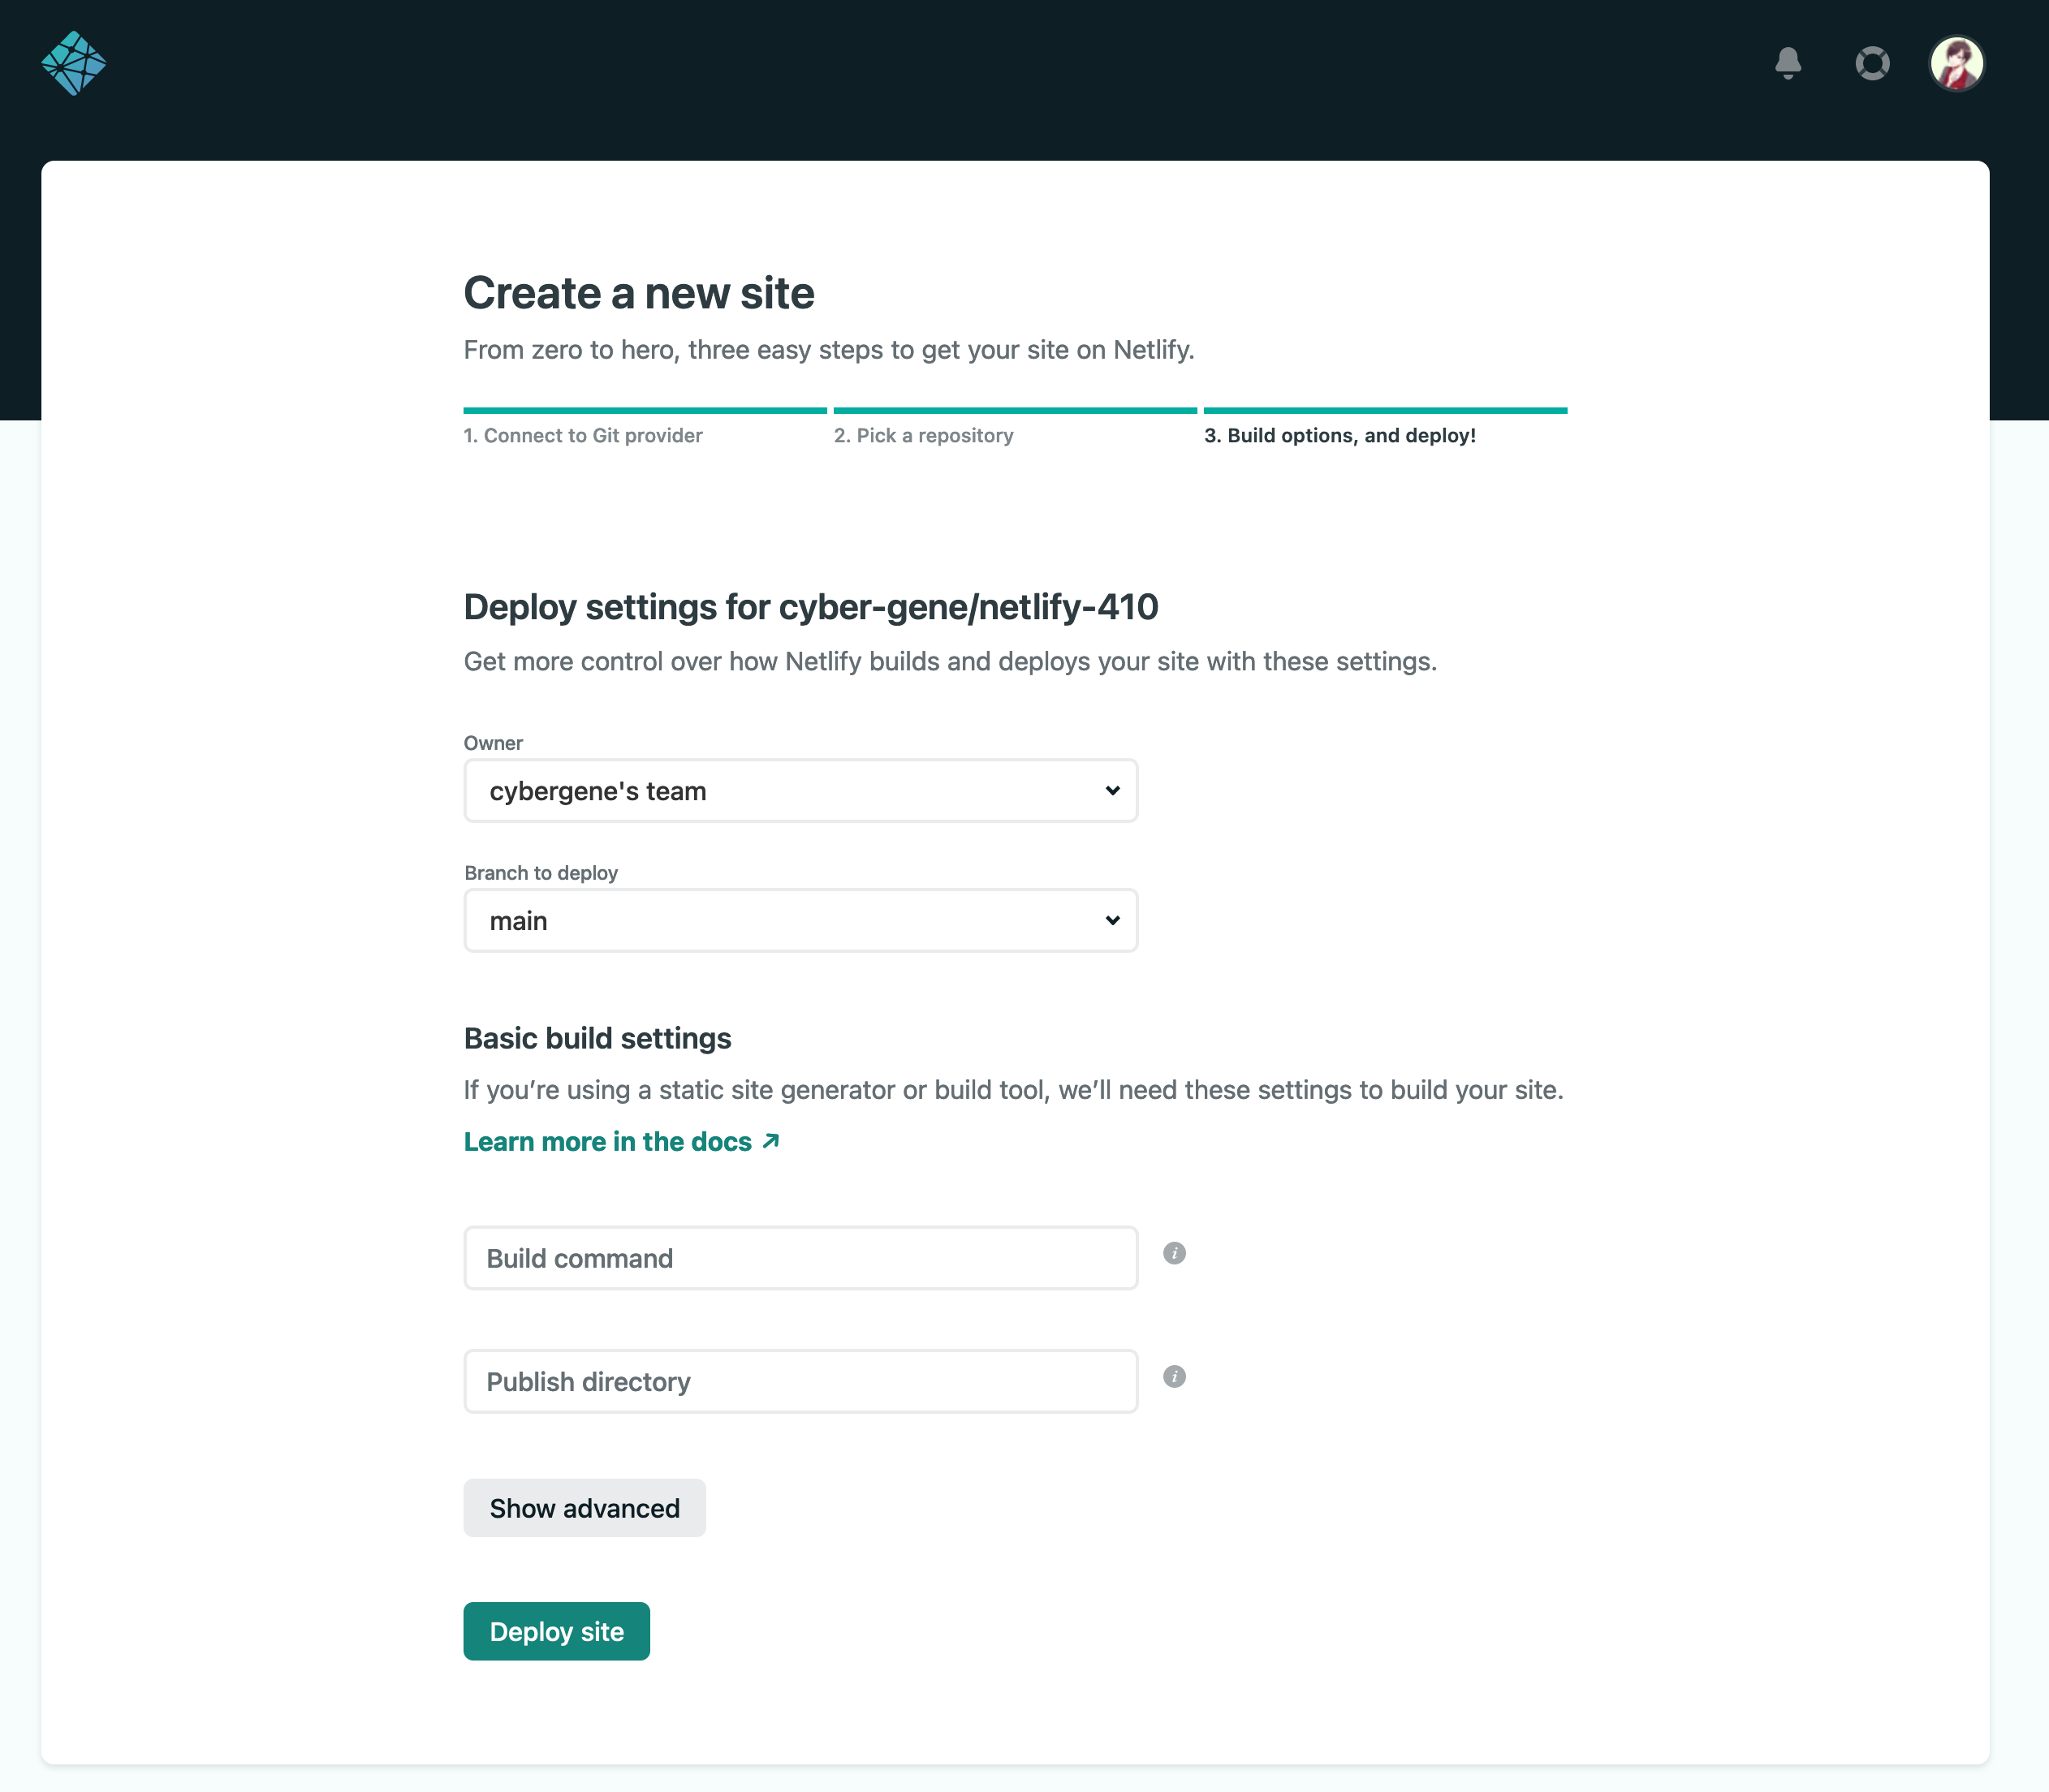 Create a new site
From zero to hero, three easy steps to get your site on Netlify.
1. Connect to Git provider
2. Pick a repository
3. Build options, and deploy!
Deploy settings for cyber-gene/netlify-410
Get more control over how Netlify builds and deploys your site with these settings.
Owner
cybergene's team
Branch to deploy
main
Basic build settings
If you’re using a static site generator or build tool, we’ll need these settings to build your site.
Learn more in the docs ↗
Build command
i
Publish directory
i
Show advanced
Deploy site